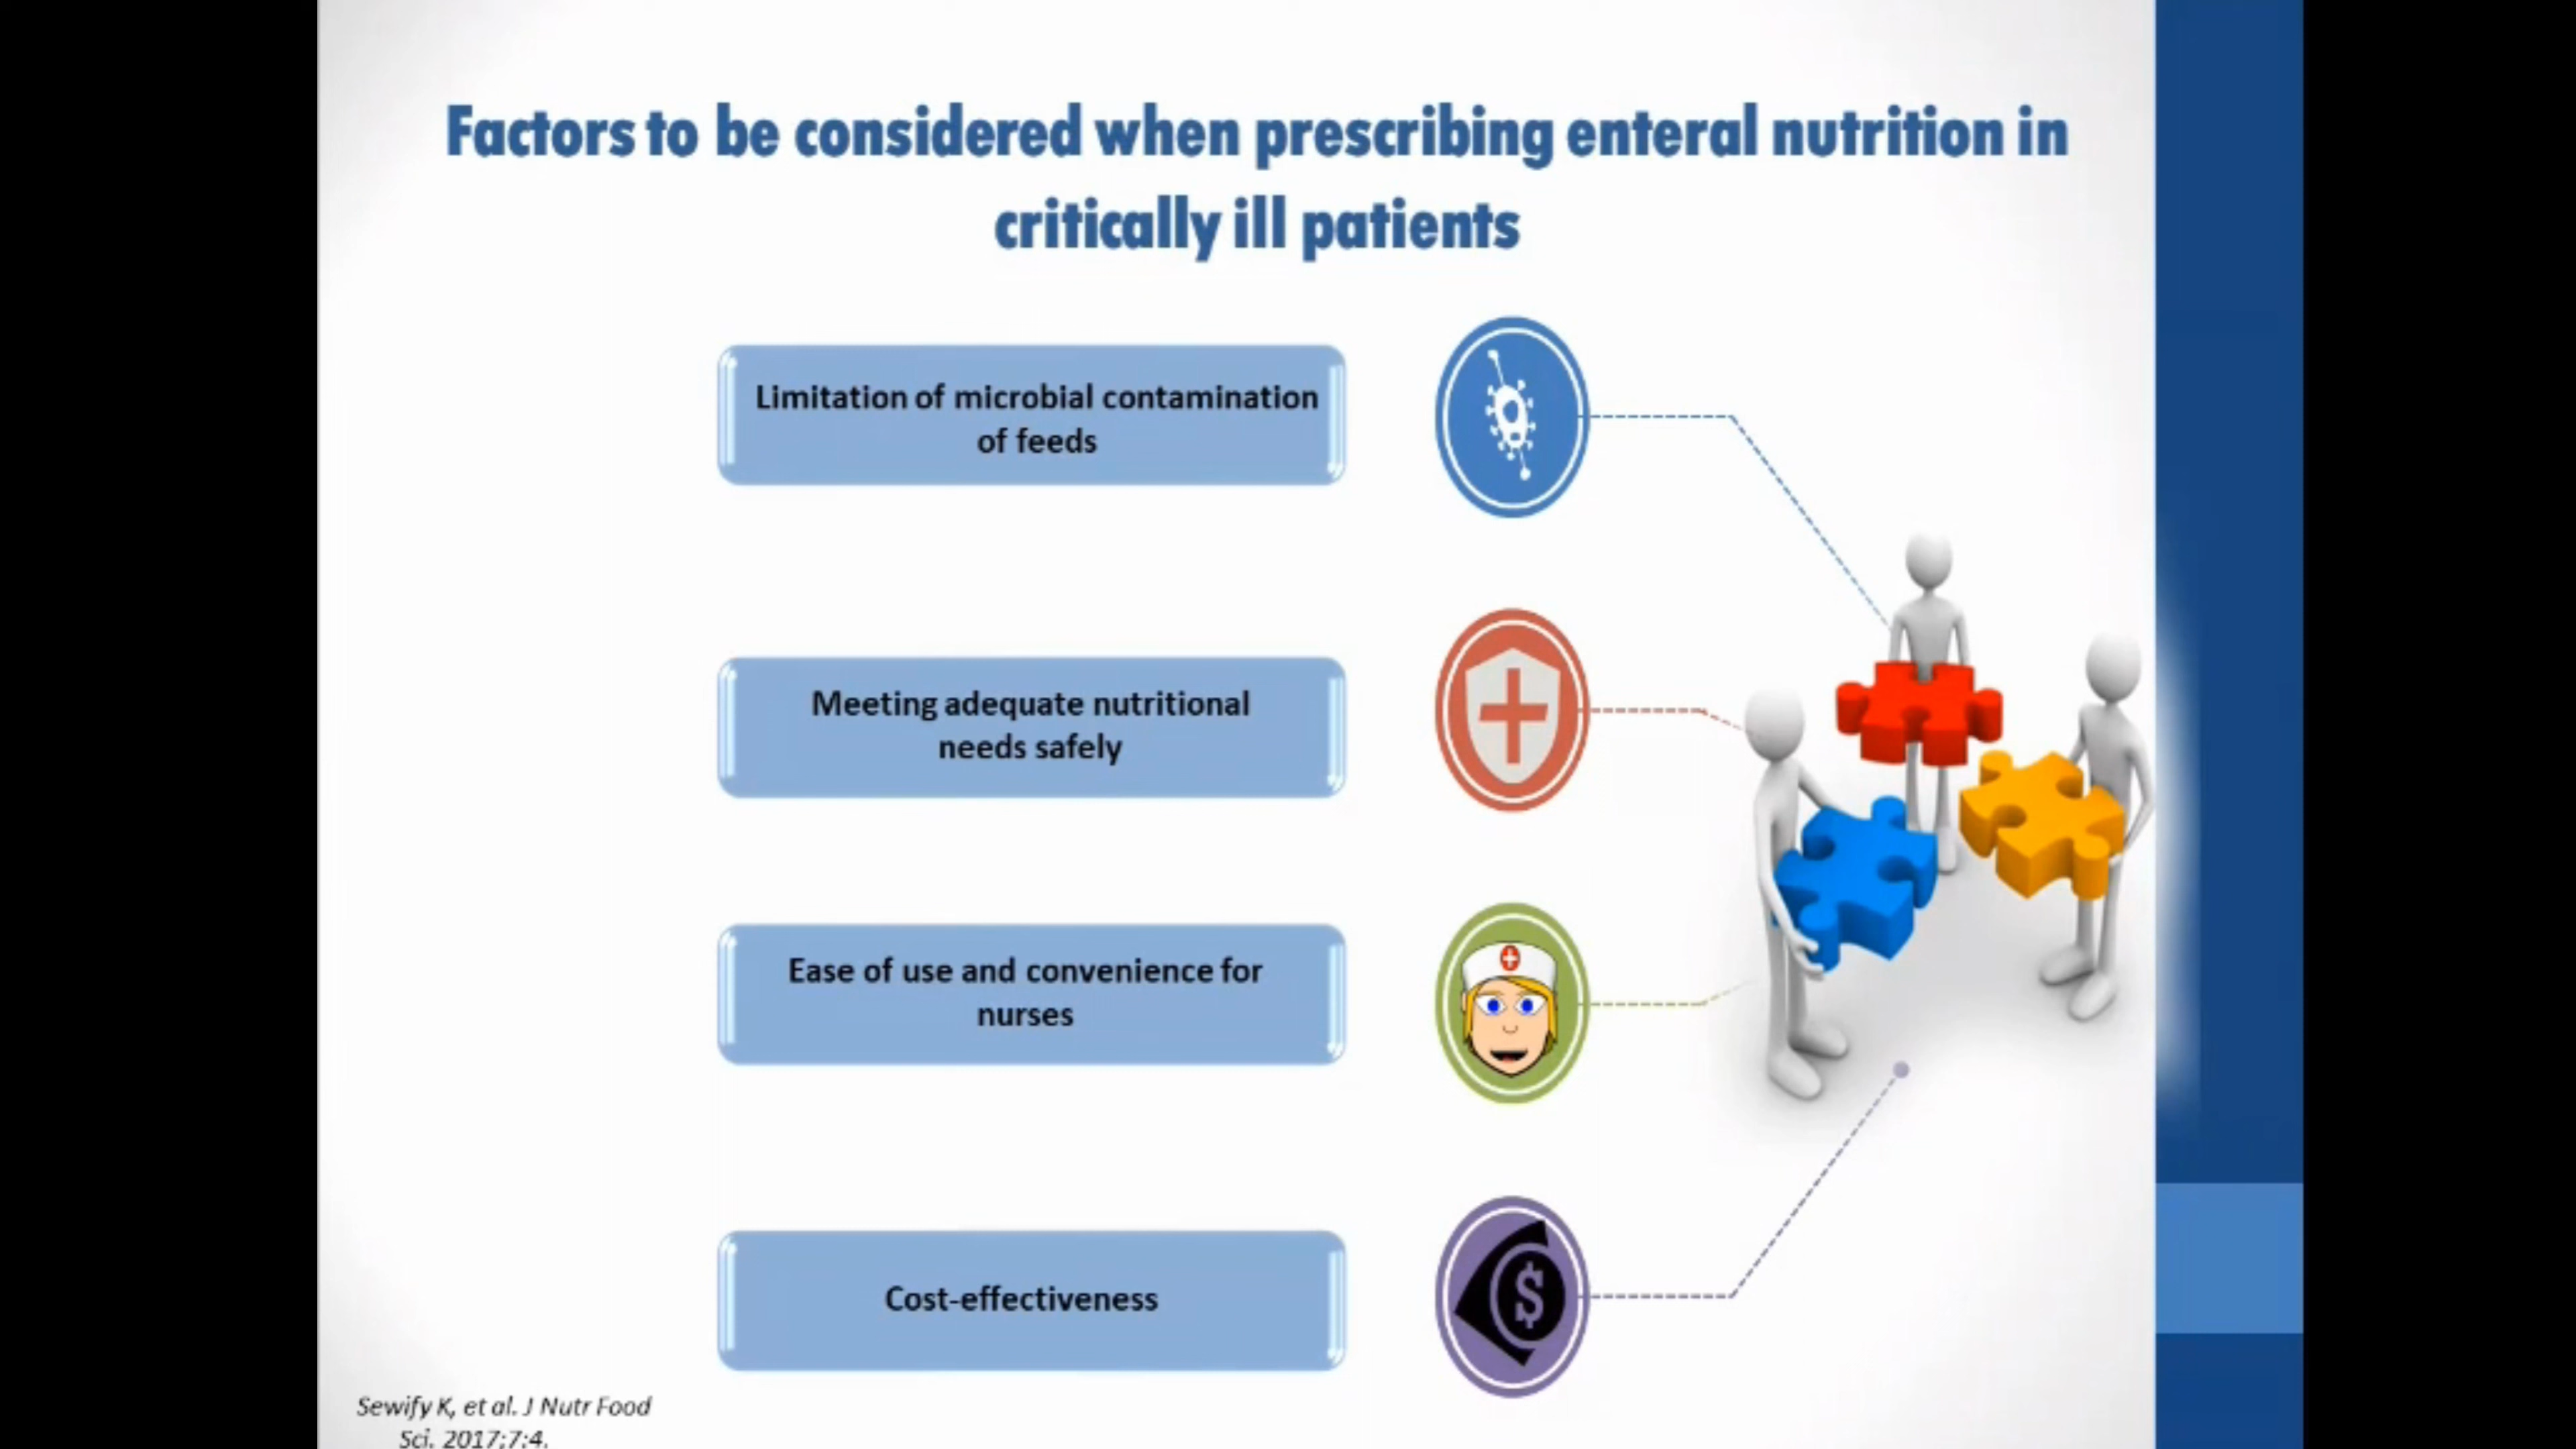 Factors to be considered when prescribing enteral nutrition in
critically ill patients
Limitation of microbial contamination
of feeds
Meeting adequate nutritional
needs safely
Ease of use and convenience for
nurses
Cost-effectiveness
$
Sewify K, et al. J Nutr Food
Sci. 2017;7:4.